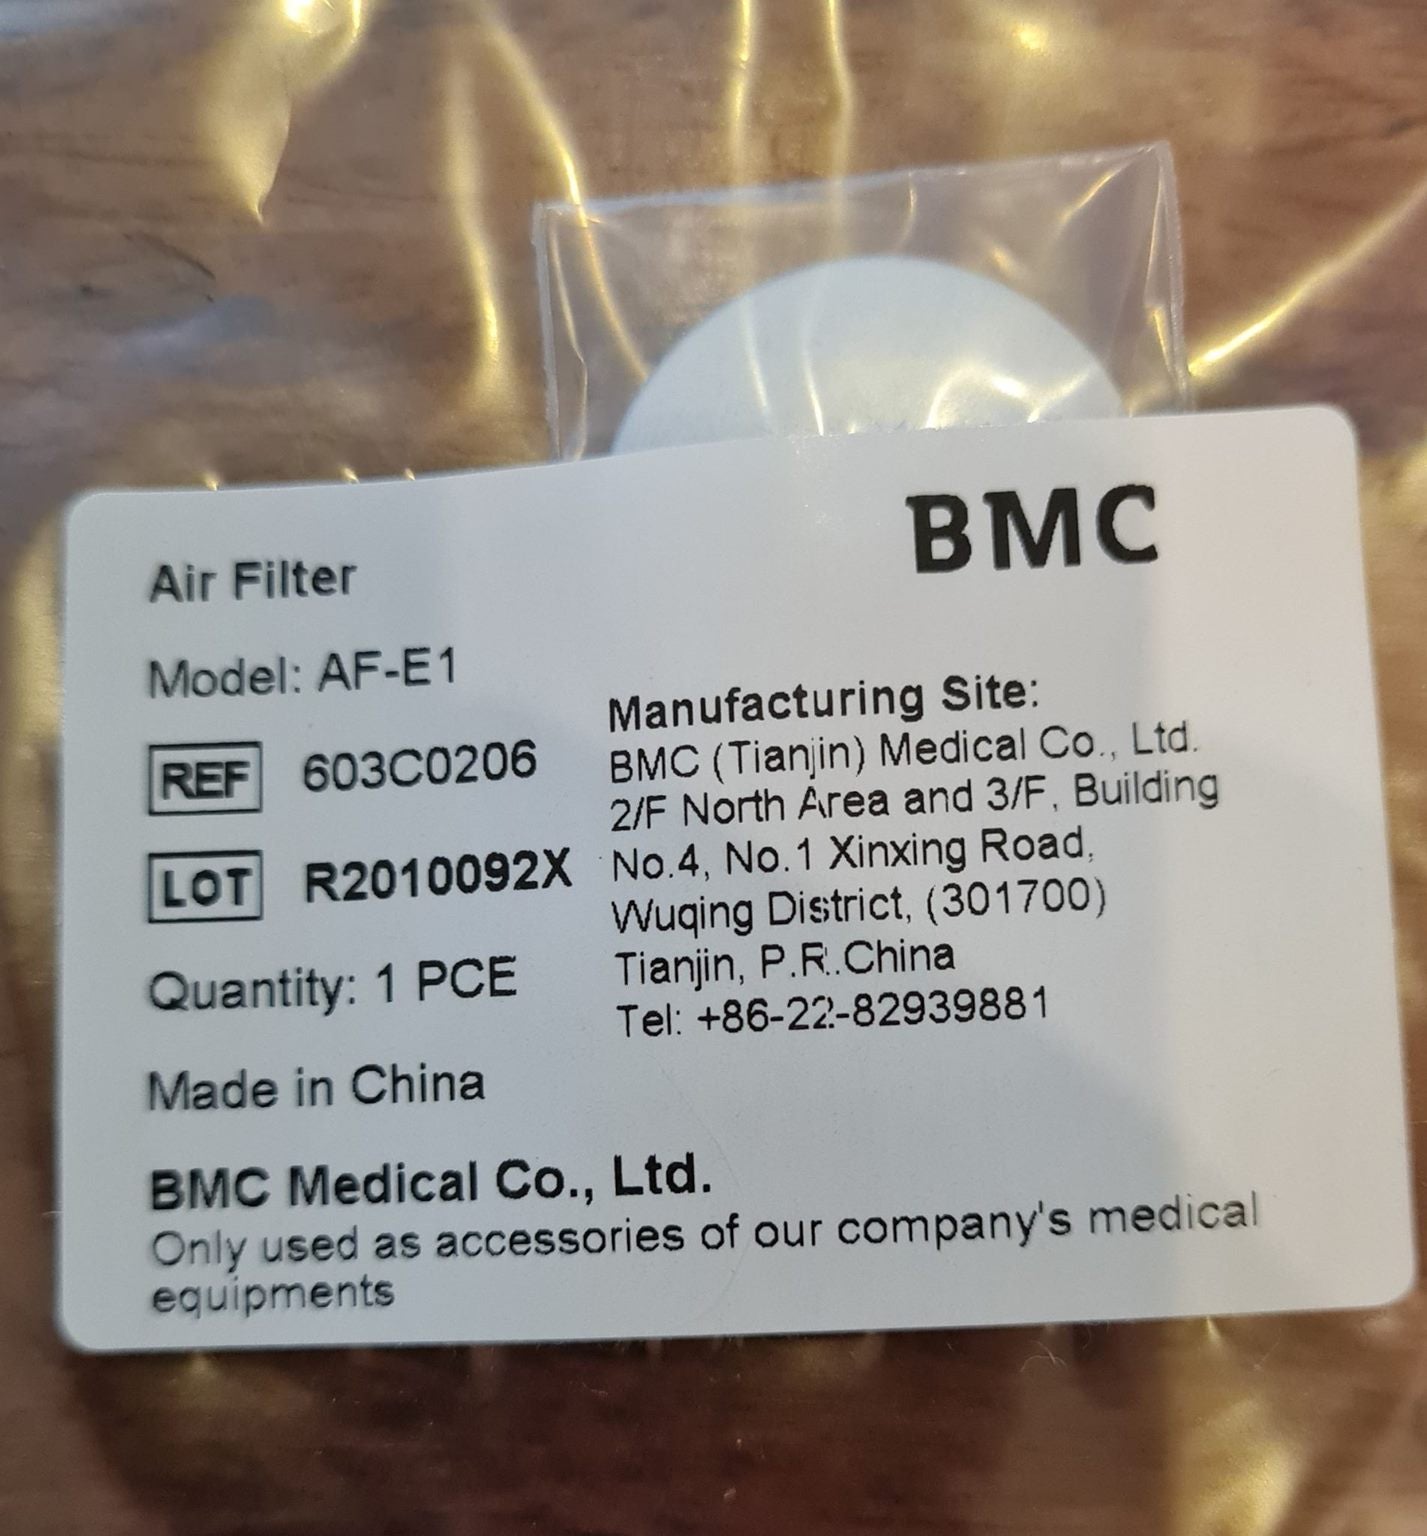 BMC
Air Filter
Model: AF-E1
REF 603C0206
LOT R2010092X
Quantity: 1 PCE
Made in China
Manufacturing Site:
BMC (Tianjin) Medical Co., Ltd.
2/F North Area and 3/F, Building
No.4, No.1 Xinxing Road,
Wuqing District, (301700)
Tianjin, P.R.China
Tel: +86-22-82939881
BMC Medical Co., Ltd.
Only used as accessories of our company's medical
equipments